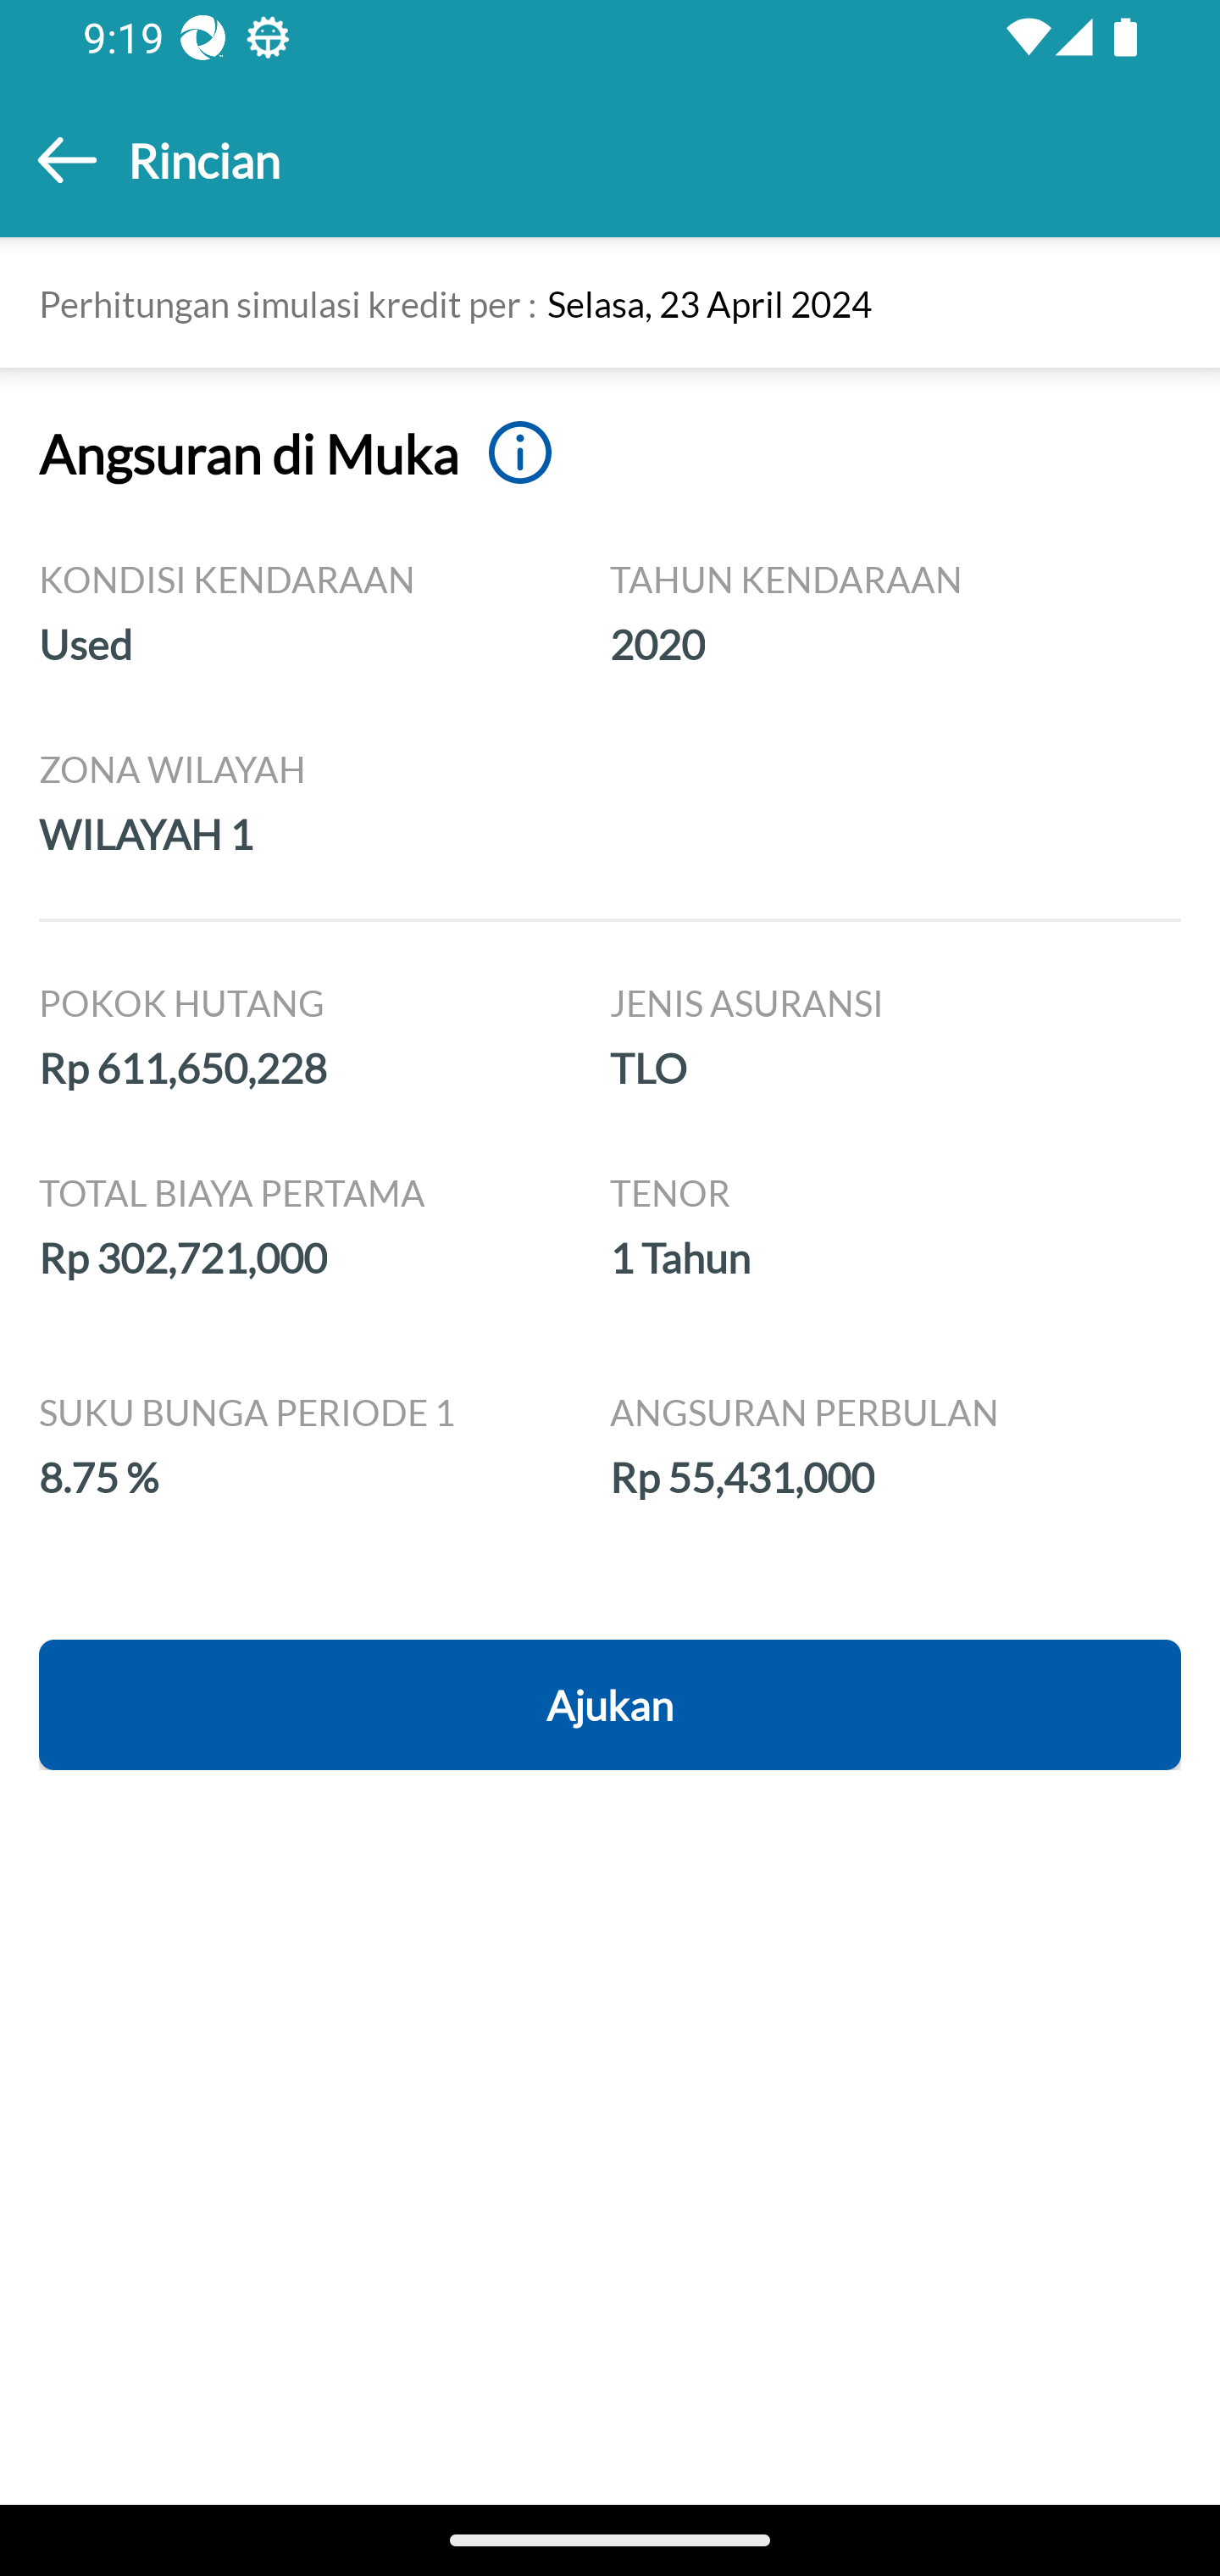 9:19
Rincian
Perhitungan simulasi kredit per : Selasa, 23 April 2024
Angsuran di Muka
KONDISI KENDARAAN
Used
TAHUN KENDARAAN
2020
ZONA WILAYAH
WILAYAH 1
POKOK HUTANG
Rp 611,650,228
JENIS ASURANSI
TLO
TOTAL BIAYA PERTAMA
Rp 302,721,000
TENOR
1 Tahun
SUKU BUNGA PERIODE 1
8.75 %
ANGSURAN PERBULAN
Rp 55,431,000
Ajukan